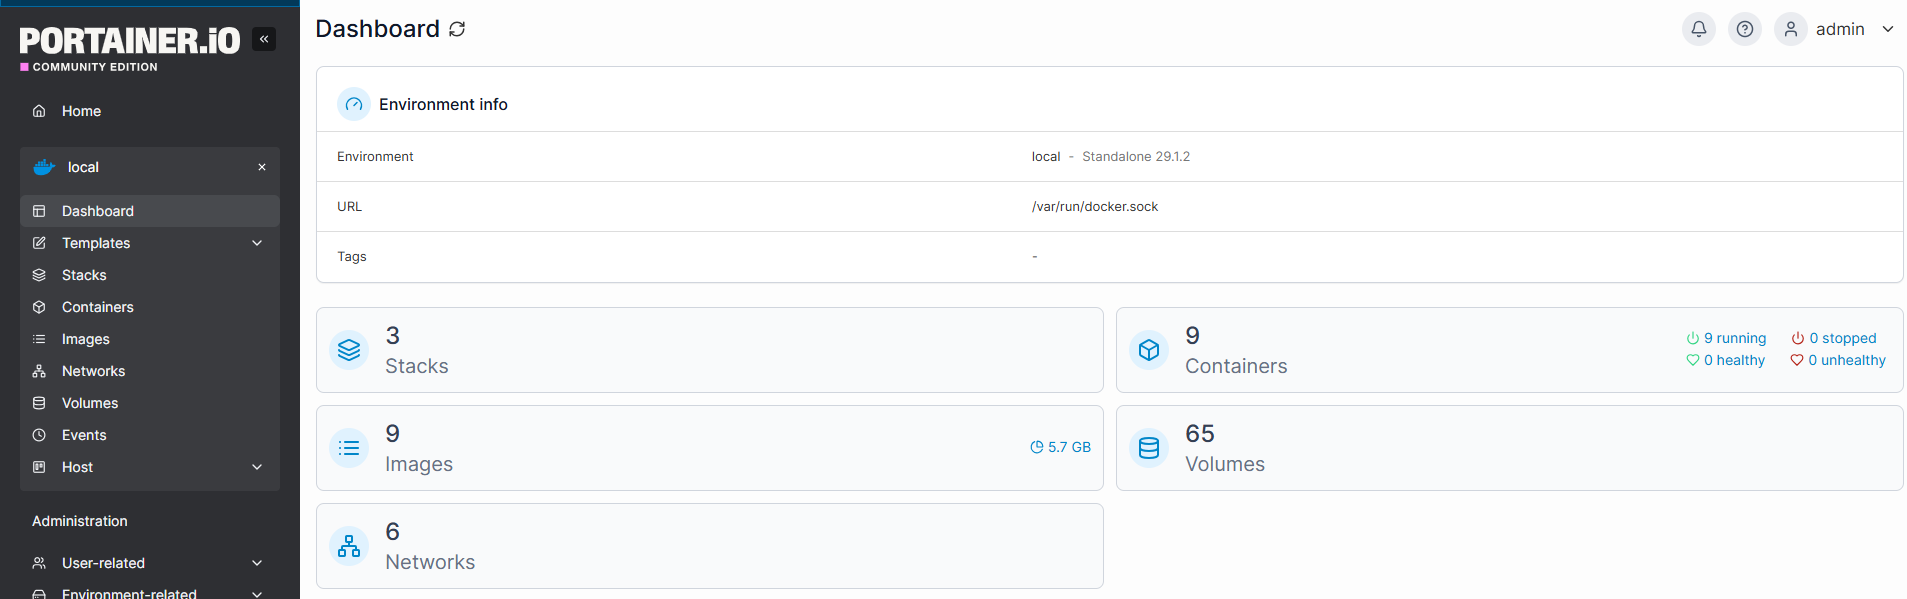 PORTAINER.iO
COMMUNITY EDITION
Home
local
Dashboard
Templates
Stacks
Containers
Images
Networks
Volumes
Events
Host
Administration
User-related
Environment-related
Dashboard
admin
Environment info
Environment local - Standalone 29.1.2
URL /var/run/docker.sock
Tags -
3
Stacks
9
Containers
9 running 0 stopped
0 healthy 0 unhealthy
9
Images
5.7 GB
65
Volumes
6
Networks